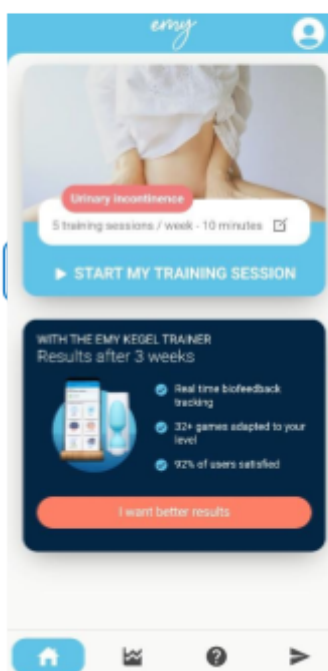 emy
Urinary incontinence
5 training sessions / week - 10 minutes
START MY TRAINING SESSION
WITH THE EMY KEGEL TRAINER
Results after 3 weeks
Real time biofeedback
tracking
32+ games adapted to your
level
92% of users satisfied
I want better results